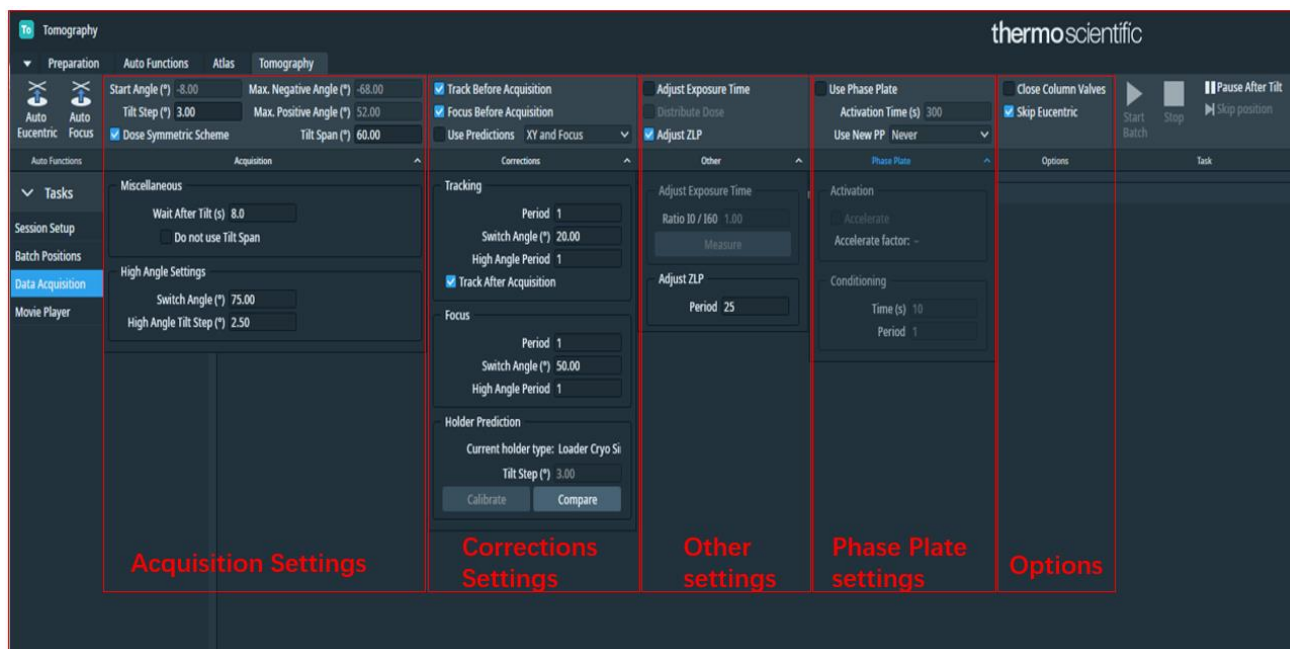 To Tomography
thermo scientific
Preparation Auto Functions Atlas Tomography
Auto Eucentric
Auto Focus
Auto Functions
Start Angle (°) -8.00 Max. Negative Angle (°) -68.00
Tilt Step (°) 3.00 Max. Positive Angle (°) 52.00
Dose Symmetric Scheme Tilt Span (°) 60.00
Acquisition
Track Before Acquisition
Focus Before Acquisition
Use Predictions XY and Focus
Corrections
Adjust Exposure Time
Distribute Dose
Adjust ZLP
Other
Use Phase Plate
Activation Time (s) 300
Use New PP Never
Phase Plate
Close Column Valves
Skip Eucentric
Options
Start Batch
Stop
Pause After Tilt
Skip position
Task
Tasks
Session Setup
Batch Positions
Data Acquisition
Movie Player
Miscellaneous
Wait After Tilt (s) 8.0
Do not use Tilt Span
High Angle Settings
Switch Angle (°) 75.00
High Angle Tilt Step (°) 2.50
Acquisition Settings
Tracking
Period 1
Switch Angle (°) 20.00
High Angle Period 1
Track After Acquisition
Focus
Period 1
Switch Angle (°) 50.00
High Angle Period 1
Holder Prediction
Current holder type: Loader Cryo Si
Tilt Step (°) 3.00
Calibrate Compare
Corrections
Settings
Adjust Exposure Time
Ratio I0 / I60 1.00
Measure
Adjust ZLP
Period 25
Other
settings
Activation
Accelerate
Accelerate factor: -
Conditioning
Time (s) 10
Period 1
Phase Plate
settings
Options